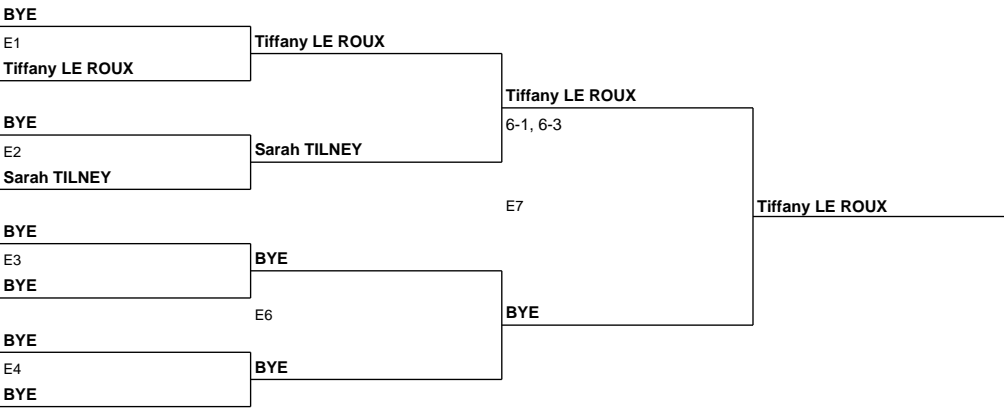 BYE
E1
Tiffany LE ROUX
Tiffany LE ROUX
Tiffany LE ROUX
6-1, 6-3
BYE
E2
Sarah TILNEY
Sarah TILNEY
E7
Tiffany LE ROUX
BYE
E3
BYE
BYE
E6
BYE
BYE
E4
BYE
BYE